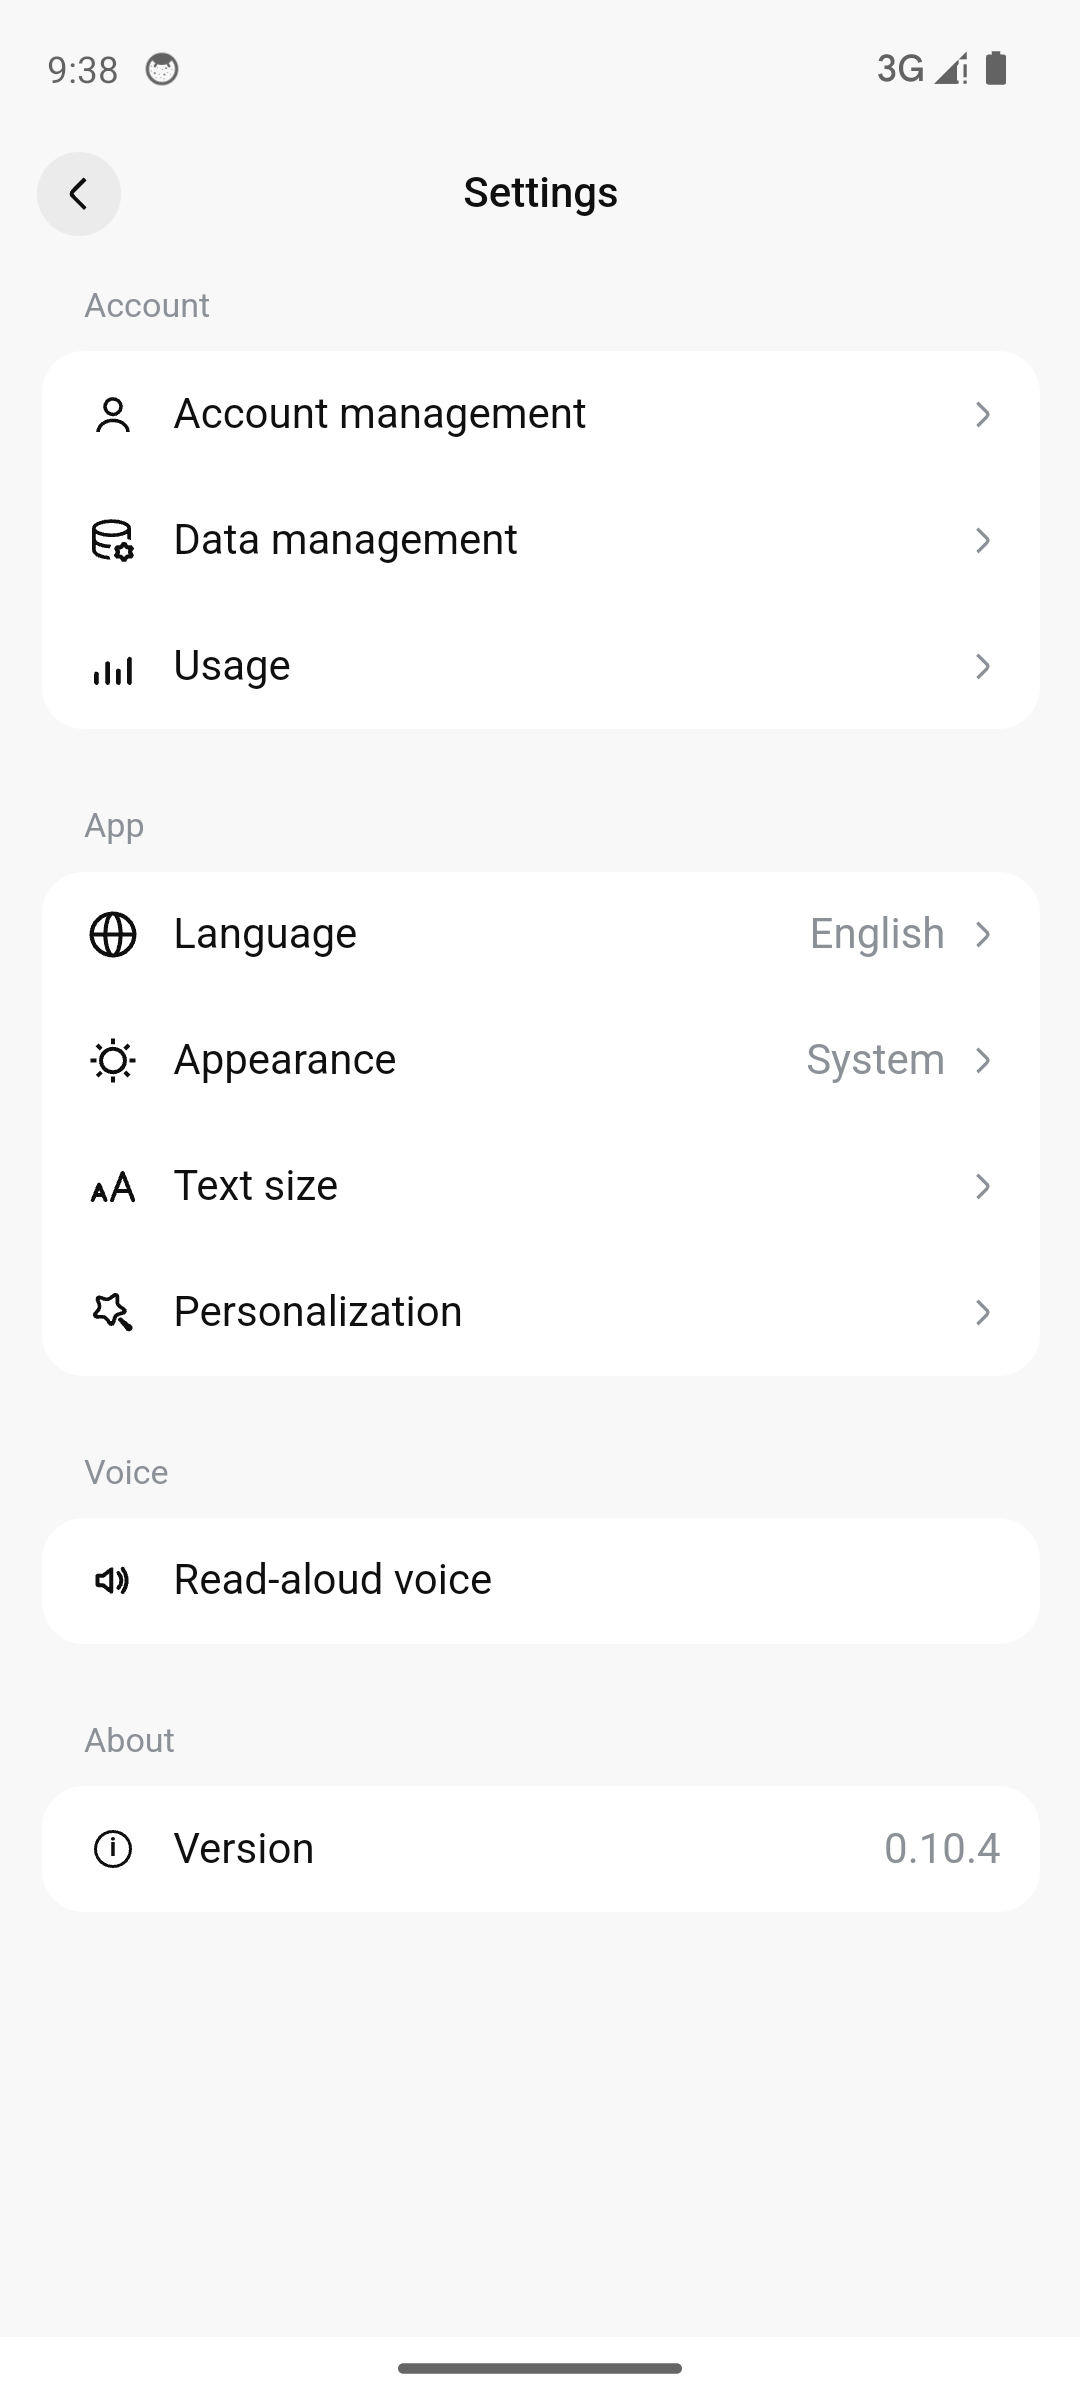 9:38
3G
Settings
Account
Account management
Data management
Usage
App
Language English
Appearance System
Text size
Personalization
Voice
Read-aloud voice
About
Version 0.10.4